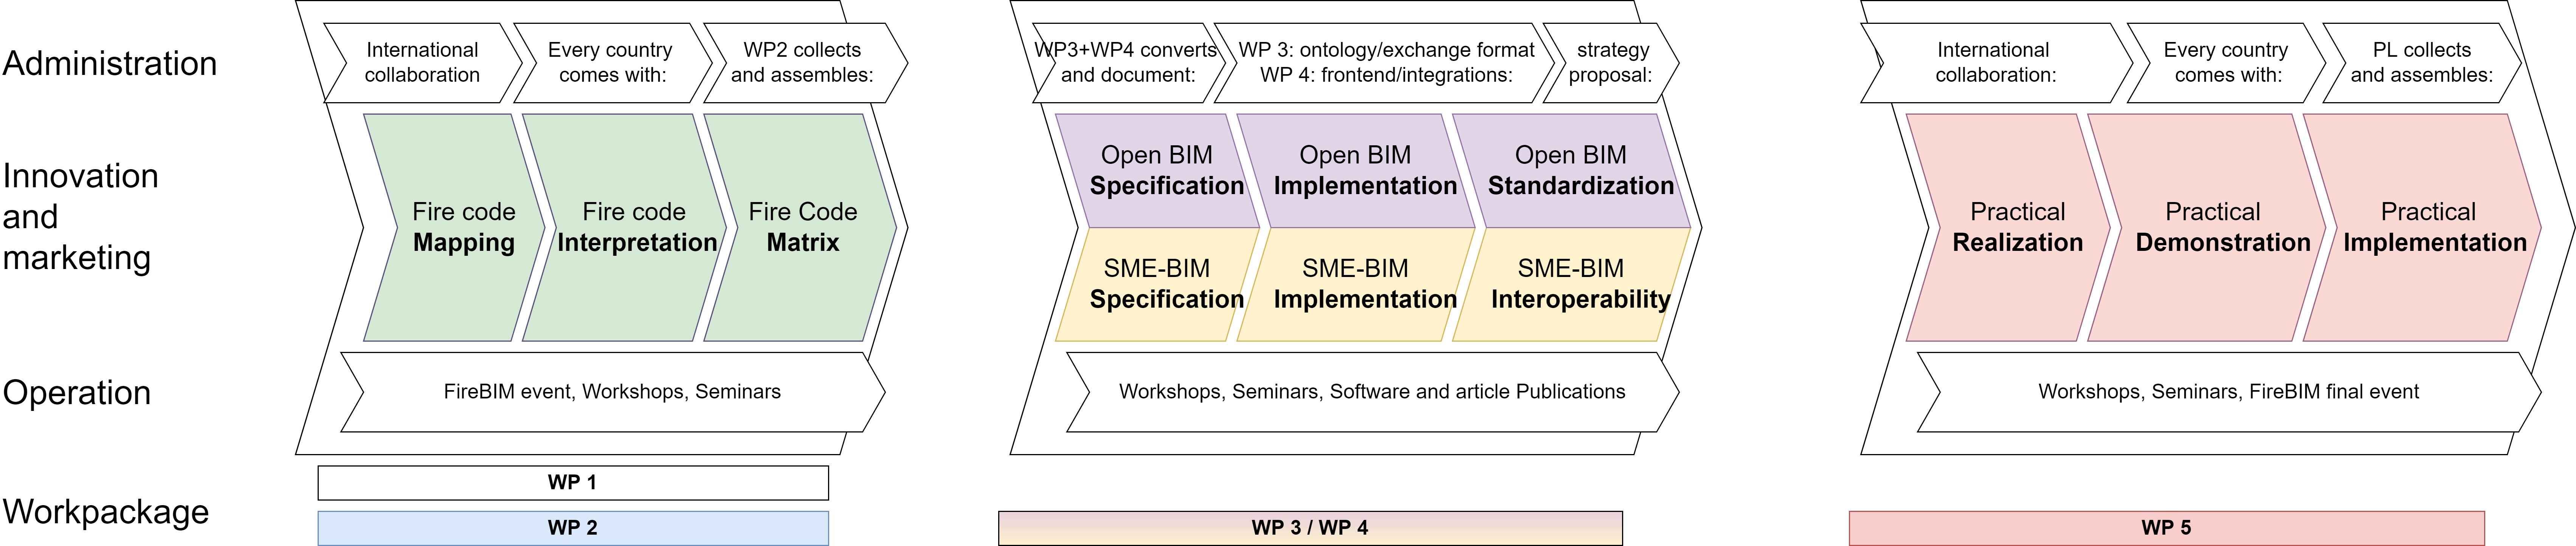 Administration
International
collaboration
Every country
comes with:
WP2 collects
and assembles:
WP3+WP4 converts
and document:
WP 3: ontology/exchange format
WP 4: frontend/integrations:
strategy
proposal:
International
collaboration:
Every country
comes with:
PL collects
and assembles:
Innovation
and
marketing
Fire code
Mapping
Fire code
Interpretation
Fire Code
Matrix
Open BIM
Specification
Open BIM
Implementation
Open BIM
Standardization
SME-BIM
Specification
SME-BIM
Implementation
SME-BIM
Interoperability
Practical
Realization
Practical
Demonstration
Practical
Implementation
Operation
FireBIM event, Workshops, Seminars
Workshops, Seminars, Software and article Publications
Workshops, Seminars, FireBIM final event
Workpackage
WP 1
WP 2
WP 3 / WP 4
WP 5